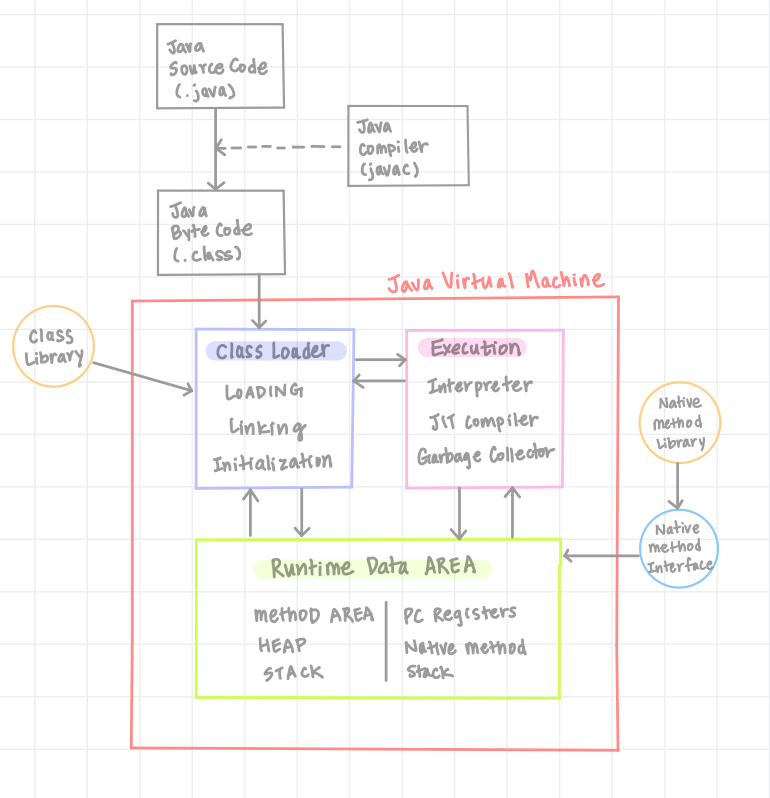 Java
Source Code
(.java)
Java
Compiler
(javac)
Java
Byte Code
(.class)
Java Virtual Machine
Class
Library
Class Loader
LOADING
Linking
Initialization
Execution
Interpreter
JIT Compiler
Garbage Collector
Native
method
Library
Native
method
Interface
Runtime Data AREA
methoD AREA
HEAP
STACK
PC Registers
Native method
Stack